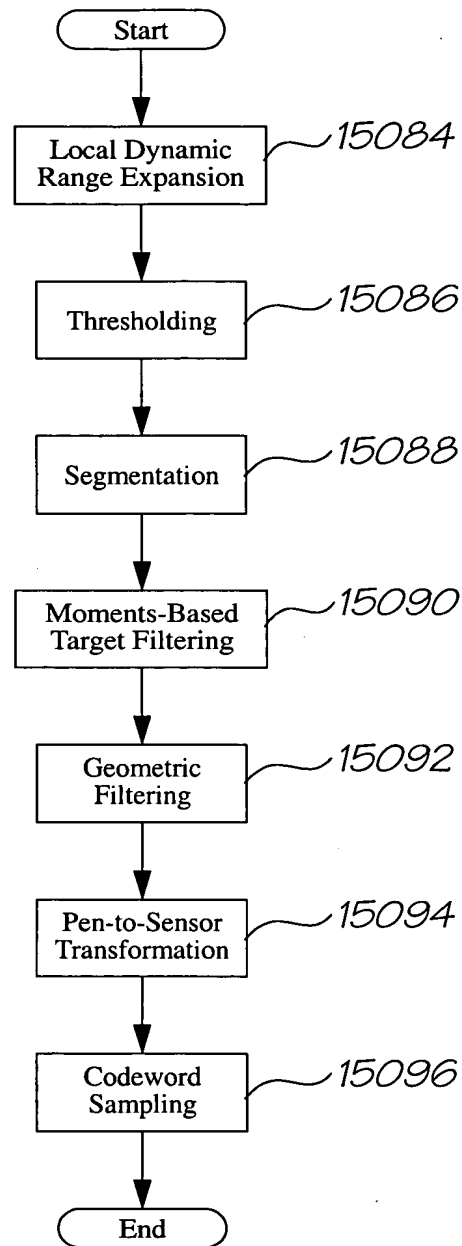 Start
Local Dynamic
Range Expansion
15084
Thresholding
15086
Segmentation
15088
Moments-Based
Target Filtering
15090
Geometric
Filtering
15092
Pen-to-Sensor
Transformation
15094
Codeword
Sampling
15096
End